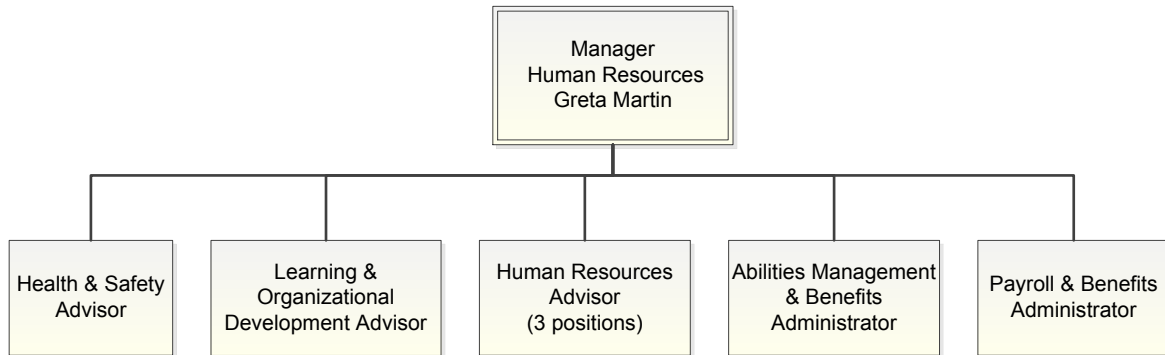 Manager
Human Resources
Greta Martin
Health & Safety
Advisor
Learning &
Organizational
Development Advisor
Human Resources
Advisor
(3 positions)
Abilities Management
& Benefits
Administrator
Payroll & Benefits
Administrator